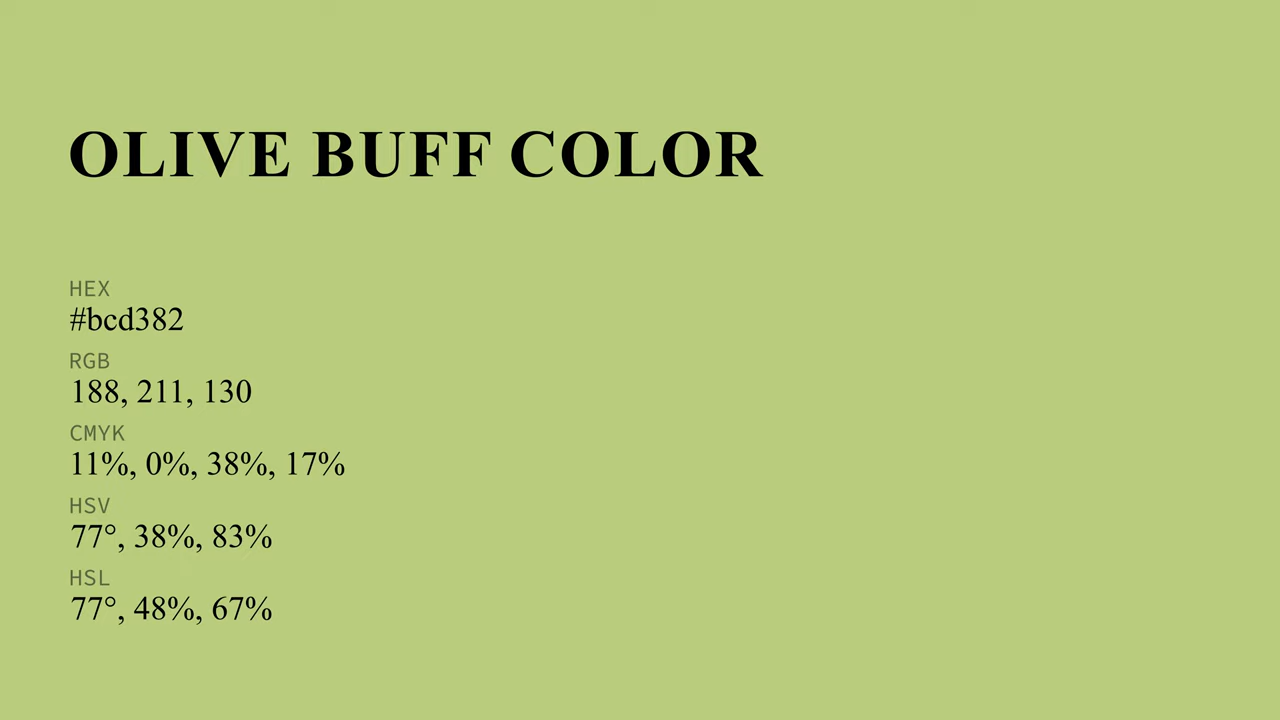 OLIVE BUFF COLOR
HEX
#bcd382
RGB
188, 211, 130
CMYK
11%, 0%, 38%, 17%
HSV
77°, 38%, 83%
HSL
77°, 48%, 67%